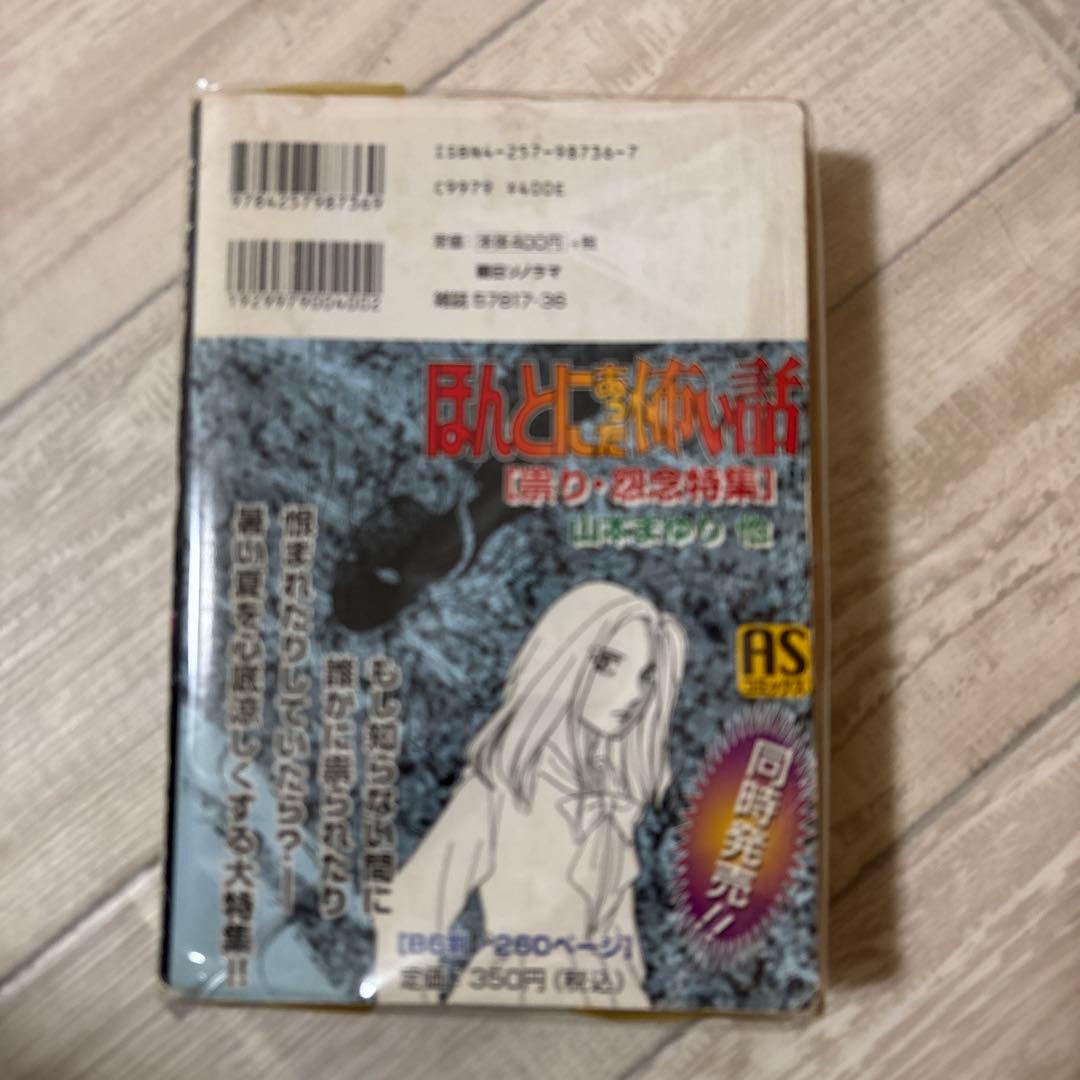 ISBN4-257-98736-7
C9979 ¥400E
9784257987369
定価：本体400円+税
朝日ソノラマ
1929979004002
雑誌 57817-36
ほんとにあった怖い話
［祟り・怨念特集］
山本まゆり 他
もし知らない間に
誰かに祟られたり
恨まれたりしていたら?――
暑い夏を心底涼しくする大特集!!
AS
コミックス
同時発売!!
［B6判／260ページ］
定価：350円（税込）